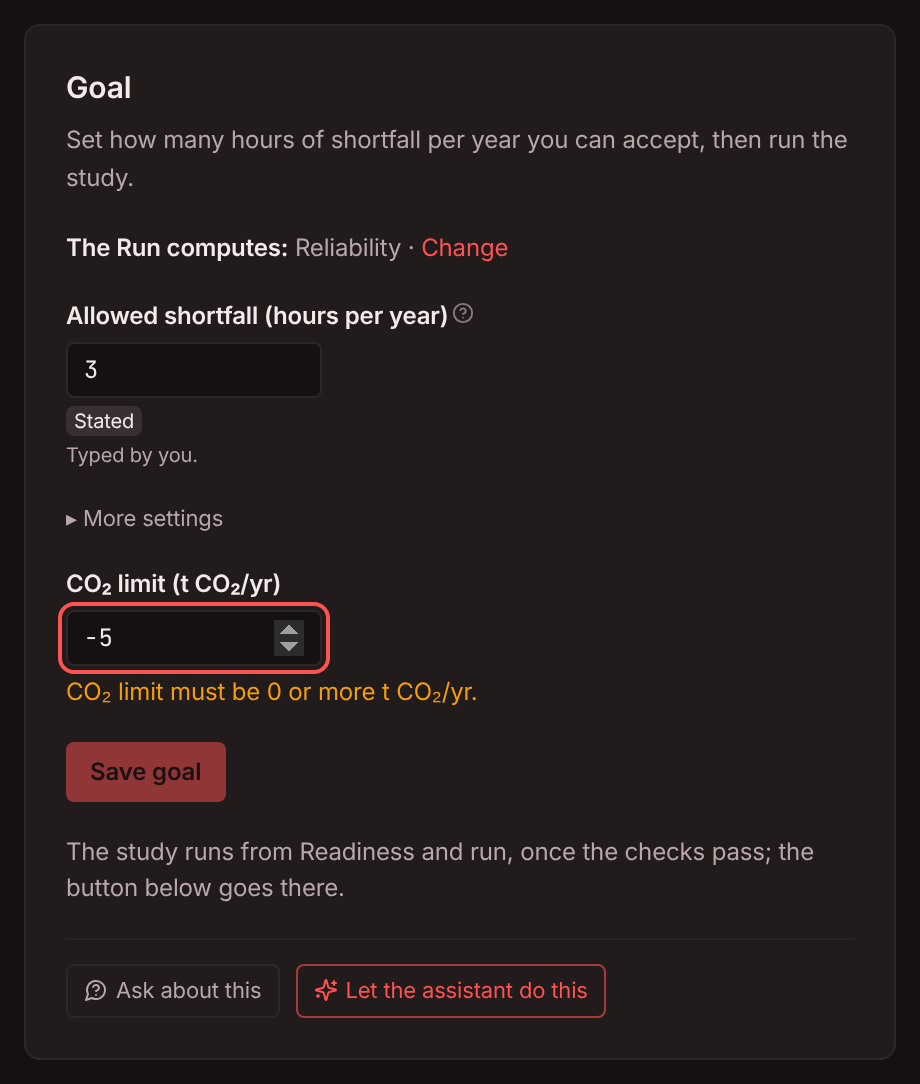 Goal
Set how many hours of shortfall per year you can accept, then run the
study.
The Run computes: Reliability · Change
Allowed shortfall (hours per year)
3
Stated
Typed by you.
▸ More settings
CO₂ limit (t CO₂/yr)
-5
CO₂ limit must be 0 or more t CO₂/yr.
Save goal
The study runs from Readiness and run, once the checks pass; the
button below goes there.
Ask about this
Let the assistant do this